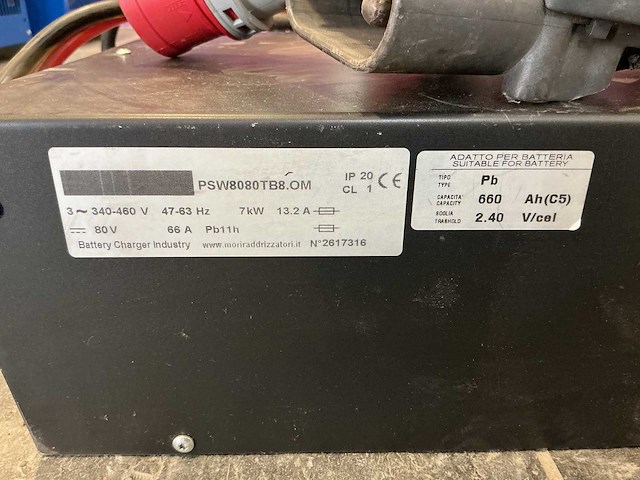 PSW8080TB8.OM IP 20 CE
CL 1
3~ 340-460 V 47-63 Hz 7kW 13.2 A
80V 66 A Pb11h
Battery Charger Industry www.moriraddrizzatori.it N°2617316
ADATTO PER BATTERIA
SUITABLE FOR BATTERY
TIPO
TYPE Pb
CAPACITA'
CAPACITY 660 Ah(C5)
SOGLIA
TRASHOLD 2.40 V/cel